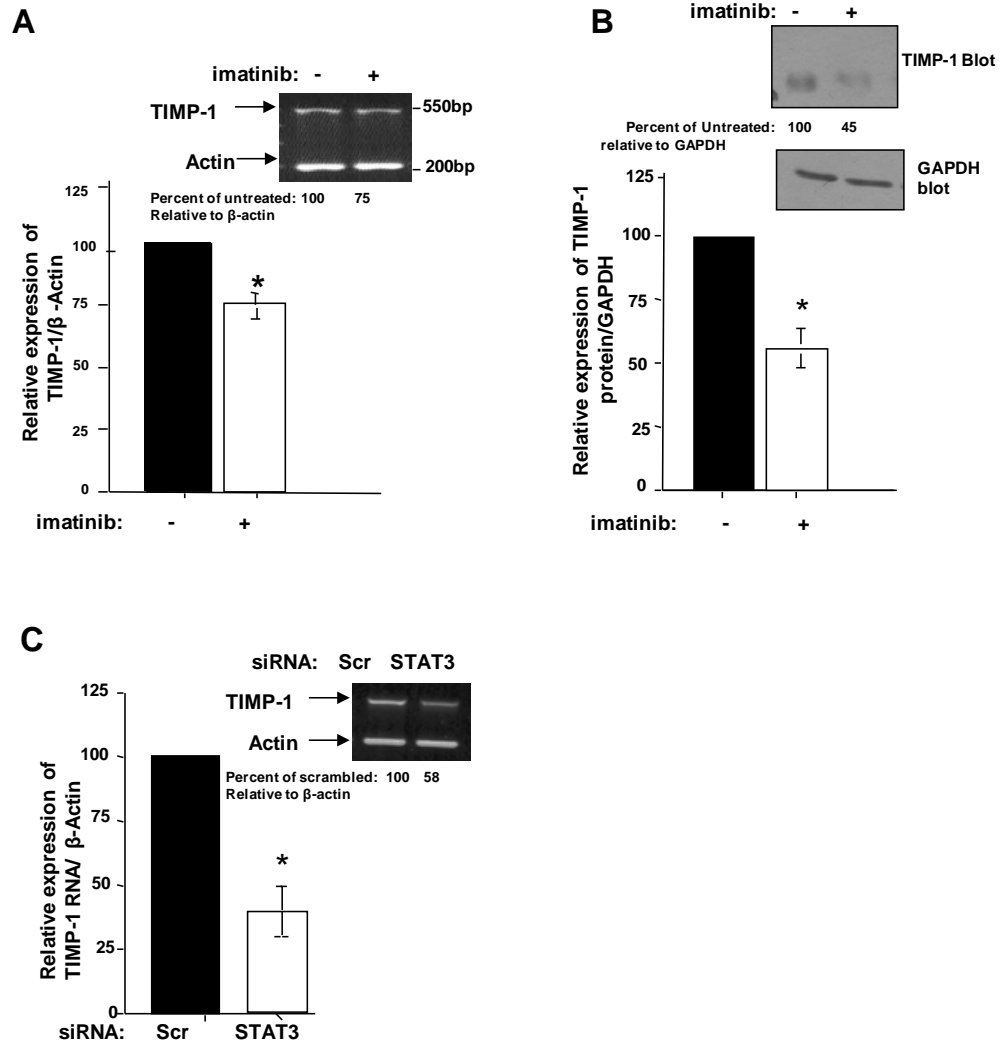 A
imatinib: - +
TIMP-1
550bp
Actin
200bp
Percent of untreated: 100 75
Relative to β-actin
125
100
75
50
25
0
Relative expression of
TIMP-1/β -Actin
*
imatinib: - +
B
imatinib: - +
TIMP-1 Blot
Percent of Untreated: 100 45
relative to GAPDH
GAPDH
blot
125
100
75
50
25
0
Relative expression of TIMP-1
protein/GAPDH
*
imatinib: - +
C
siRNA: Scr STAT3
TIMP-1
Actin
Percent of scrambled: 100 58
Relative to β-actin
125
100
75
50
25
0
Relative expression of
TIMP-1 RNA/ β-Actin
*
siRNA: Scr STAT3